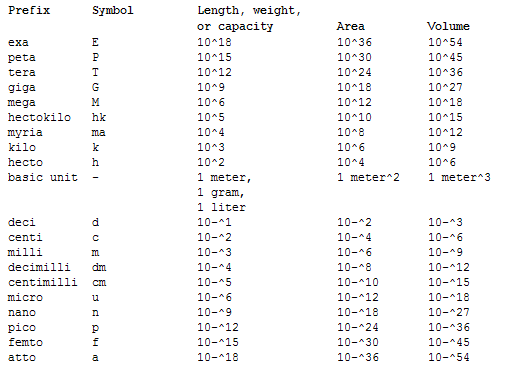 Prefix Symbol Length, weight,
or capacity Area Volume
exa E 10^18 10^36 10^54
peta P 10^15 10^30 10^45
tera T 10^12 10^24 10^36
giga G 10^9 10^18 10^27
mega M 10^6 10^12 10^18
hectokilo hk 10^5 10^10 10^15
myria ma 10^4 10^8 10^12
kilo k 10^3 10^6 10^9
hecto h 10^2 10^4 10^6
basic unit - 1 meter, 1 meter^2 1 meter^3
1 gram,
1 liter
deci d 10-^1 10-^2 10-^3
centi c 10-^2 10-^4 10-^6
milli m 10-^3 10-^6 10-^9
decimilli dm 10-^4 10-^8 10-^12
centimilli cm 10-^5 10-^10 10-^15
micro u 10-^6 10-^12 10-^18
nano n 10-^9 10-^18 10-^27
pico p 10-^12 10-^24 10-^36
femto f 10-^15 10-^30 10-^45
atto a 10-^18 10-^36 10-^54